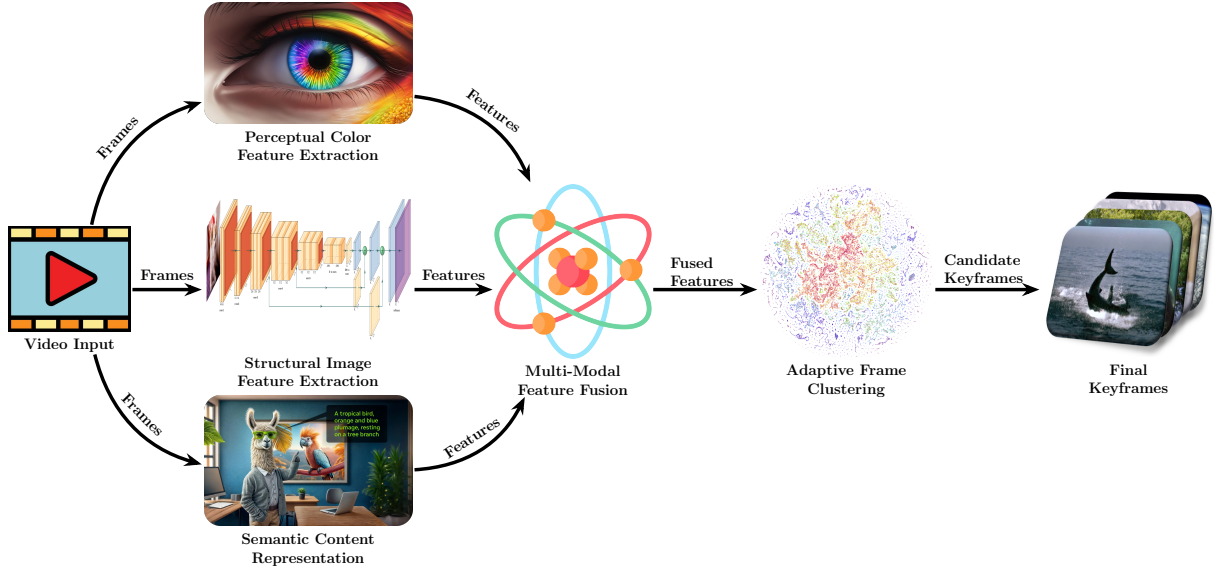 Frames
Perceptual Color
Feature Extraction
Features
Video Input
Frames
Structural Image
Feature Extraction
Features
Frames
A tropical bird,
orange and blue
plumage, resting
on a tree branch
Semantic Content
Representation
Features
Multi-Modal
Feature Fusion
Fused
Features
Adaptive Frame
Clustering
Candidate
Keyframes
Final
Keyframes